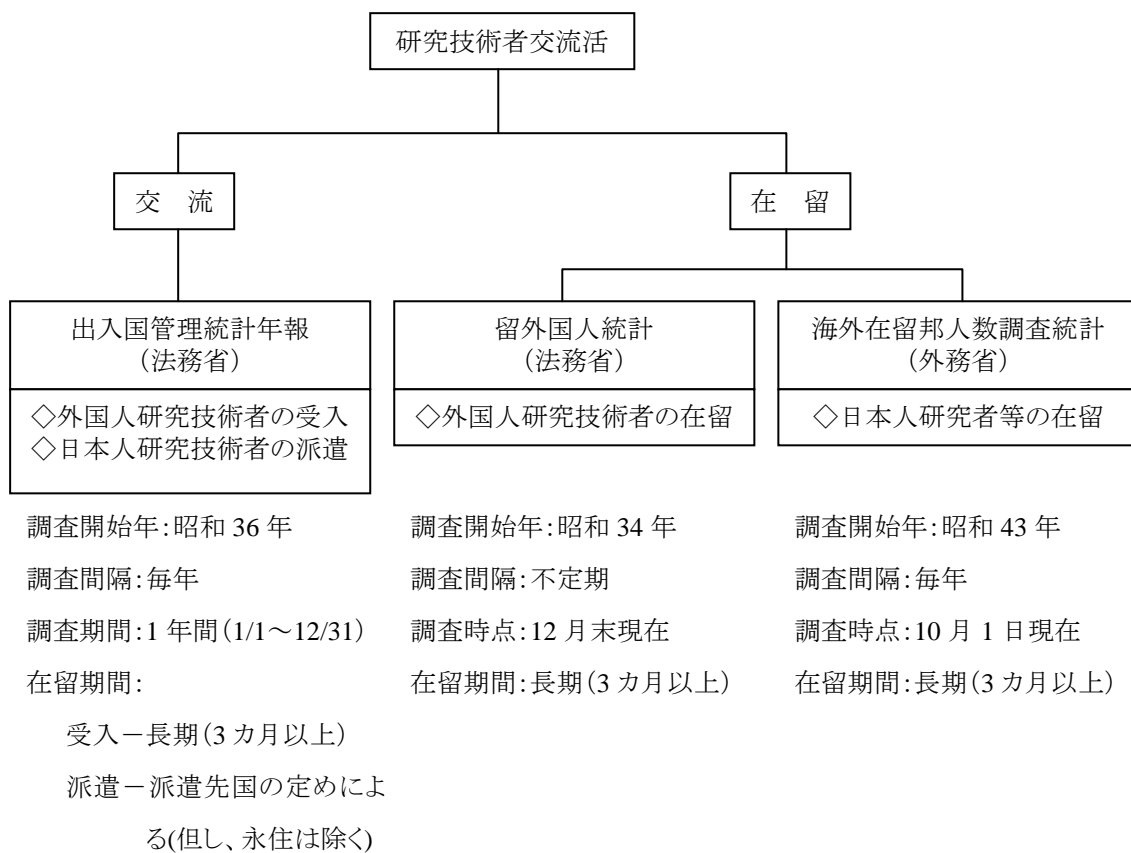 研究技術者交流活
交　流
在　留
出入国管理統計年報
(法務省)
◇外国人研究技術者の受入
◇日本人研究技術者の派遣
調査開始年:昭和 36 年
調査間隔:毎年
調査期間:1 年間(1/1～12/31)
在留期間:
受入－長期(3 カ月以上)
派遣－派遣先国の定めによ
る(但し、永住は除く)
留外国人統計
(法務省)
◇外国人研究技術者の在留
調査開始年:昭和 34 年
調査間隔:不定期
調査時点:12 月末現在
在留期間:長期(3 カ月以上)
海外在留邦人数調査統計
(外務省)
◇日本人研究者等の在留
調査開始年:昭和 43 年
調査間隔:毎年
調査時点:10 月 1 日現在
在留期間:長期(3 カ月以上)